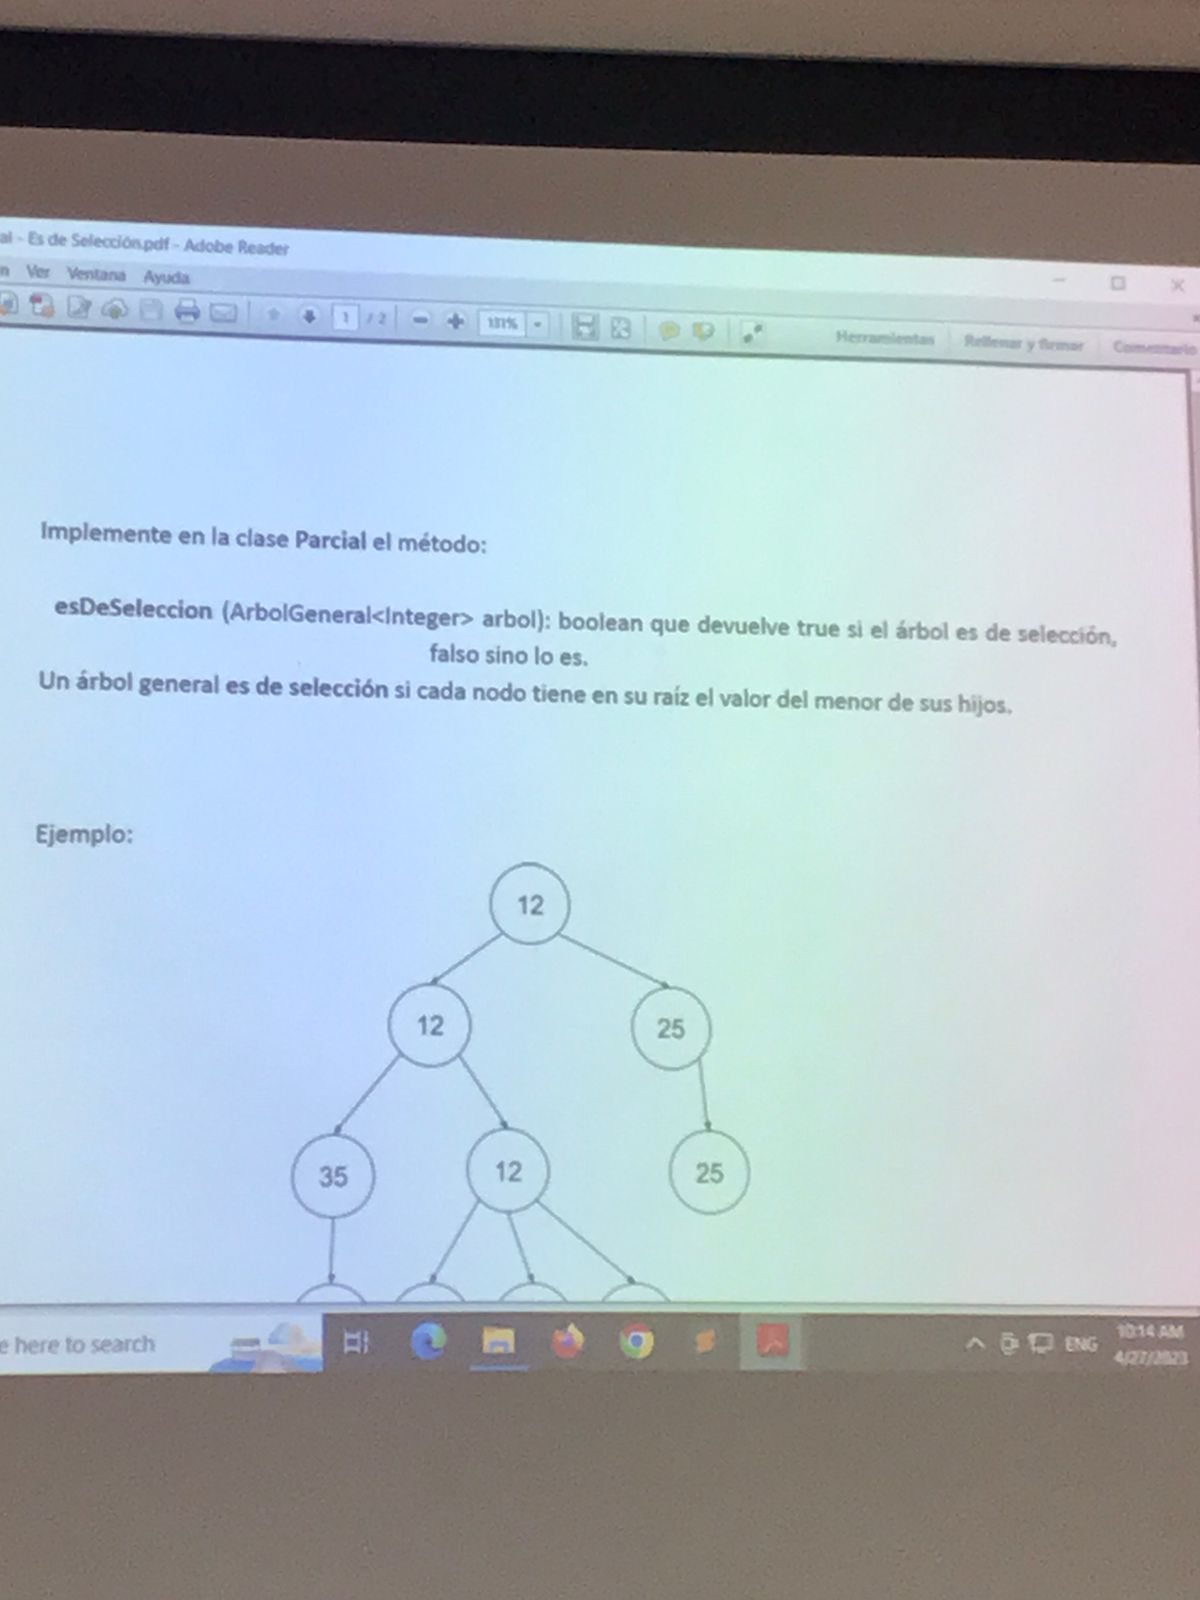 al - Es de Selección.pdf - Adobe Reader
n Ver Ventana Ayuda
1 / 2 131% Herramientas Rellenar y firmar Comentario
Implemente en la clase Parcial el método:
esDeSeleccion (ArbolGeneral<Integer> arbol): boolean que devuelve true si el árbol es de selección,
falso sino lo es.
Un árbol general es de selección si cada nodo tiene en su raíz el valor del menor de sus hijos.
Ejemplo:
12
12 25
35 12 25
e here to search
ENG 10:14 AM
4/27/2023